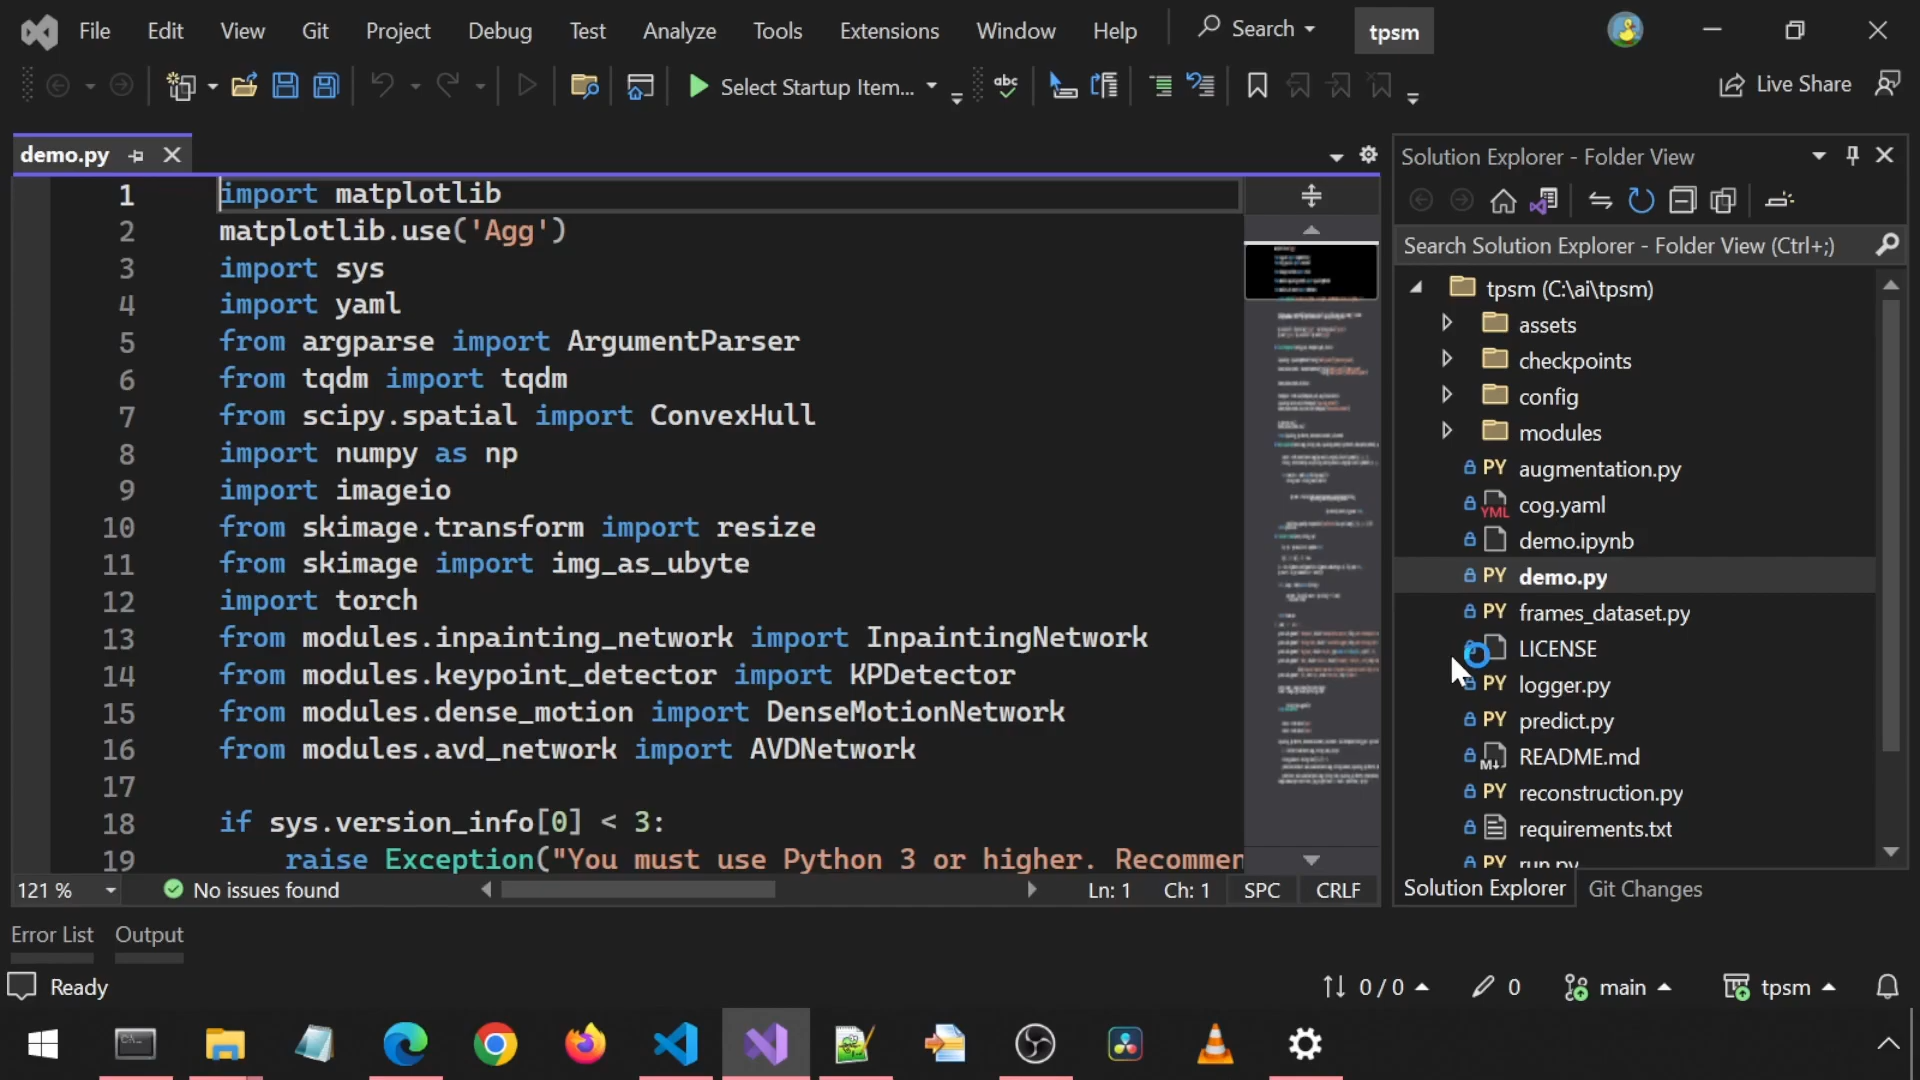 File Edit View Git Project Debug Test Analyze Tools Extensions Window Help Search tpsm
Select Startup Item... abc Live Share
demo.py
1 import matplotlib
2 matplotlib.use('Agg')
3 import sys
4 import yaml
5 from argparse import ArgumentParser
6 from tqdm import tqdm
7 from scipy.spatial import ConvexHull
8 import numpy as np
9 import imageio
10 from skimage.transform import resize
11 from skimage import img_as_ubyte
12 import torch
13 from modules.inpainting_network import InpaintingNetwork
14 from modules.keypoint_detector import KPDetector
15 from modules.dense_motion import DenseMotionNetwork
16 from modules.avd_network import AVDNetwork
17
18 if sys.version_info[0] < 3:
19 raise Exception("You must use Python 3 or higher. Recommen
121 % No issues found Ln: 1 Ch: 1 SPC CRLF
Solution Explorer - Folder View
Search Solution Explorer - Folder View (Ctrl+;)
tpsm (C:\ai\tpsm)
assets
checkpoints
config
modules
PY augmentation.py
YML cog.yaml
demo.ipynb
PY demo.py
PY frames_dataset.py
LICENSE
PY logger.py
PY predict.py
M↓ README.md
PY reconstruction.py
requirements.txt
PY run.py
Solution Explorer Git Changes
Error List Output
Ready 0 / 0 0 main tpsm